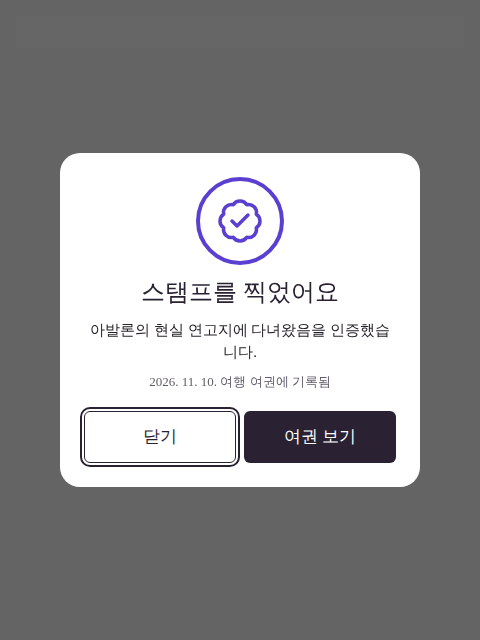 스탬프를 찍었어요
아발론의 현실 연고지에 다녀왔음을 인증했습
니다.
2026. 11. 10. 여행 여권에 기록됨
닫기
여권 보기